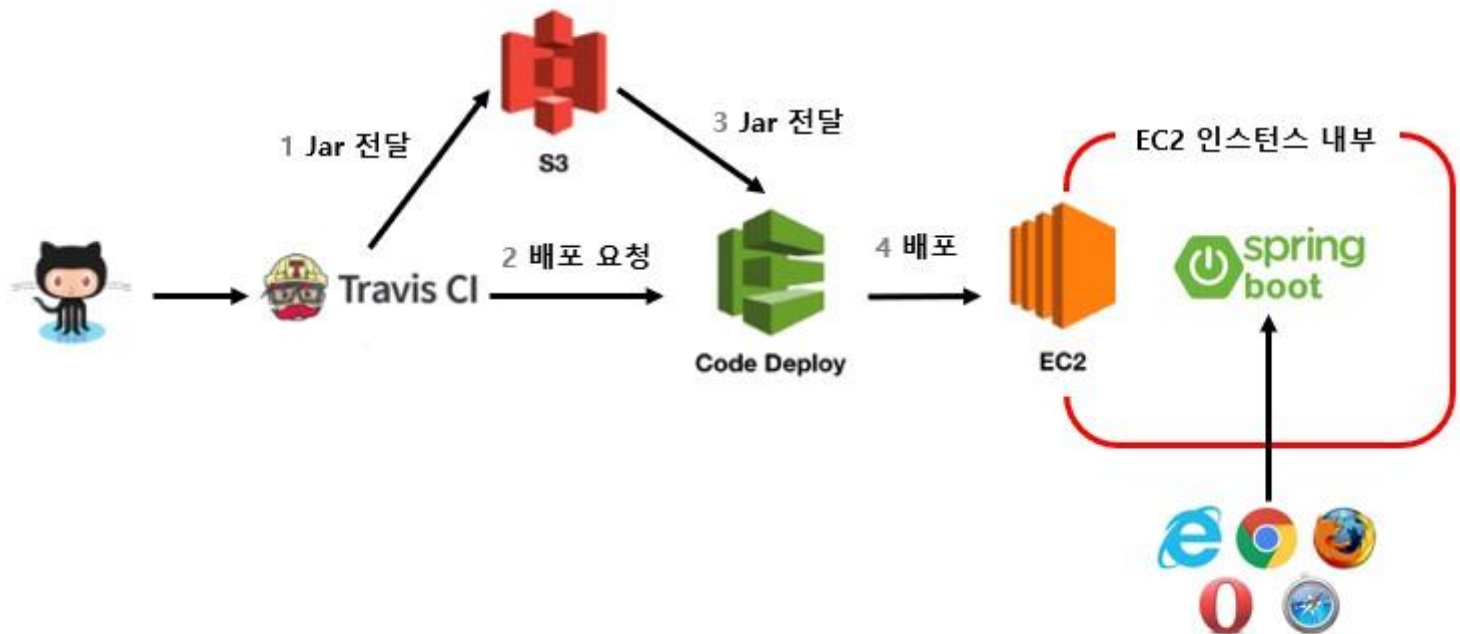 S3
1 Jar 전달
3 Jar 전달
EC2 인스턴스 내부
Travis CI
2 배포 요청
Code Deploy
4 배포
EC2
spring
boot